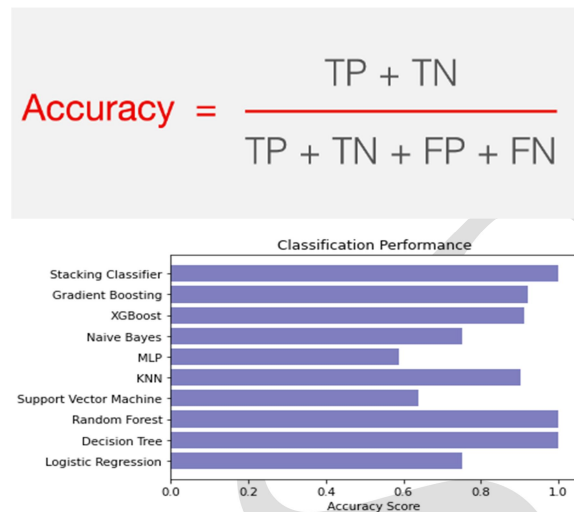 TP + TN
Accuracy =
TP + TN + FP + FN
Classification Performance
Stacking Classifier
Gradient Boosting
XGBoost
Naive Bayes
MLP
KNN
Support Vector Machine
Random Forest
Decision Tree
Logistic Regression
0.0 0.2 0.4 0.6 0.8 1.0
Accuracy Score